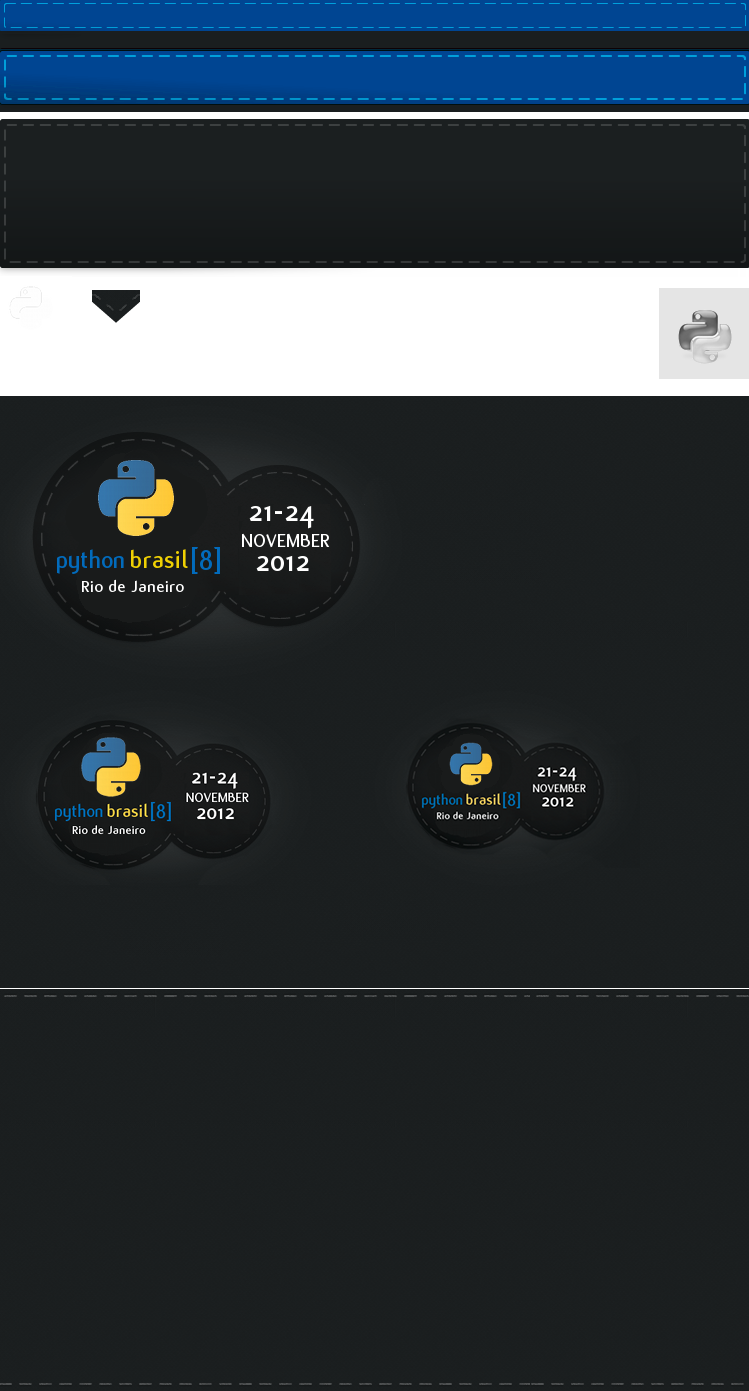 python brasil[8]
Rio de Janeiro
21-24
NOVEMBER
2012
python brasil[8]
Rio de Janeiro
21-24
NOVEMBER
2012
python brasil[8]
Rio de Janeiro
21-24
NOVEMBER
2012